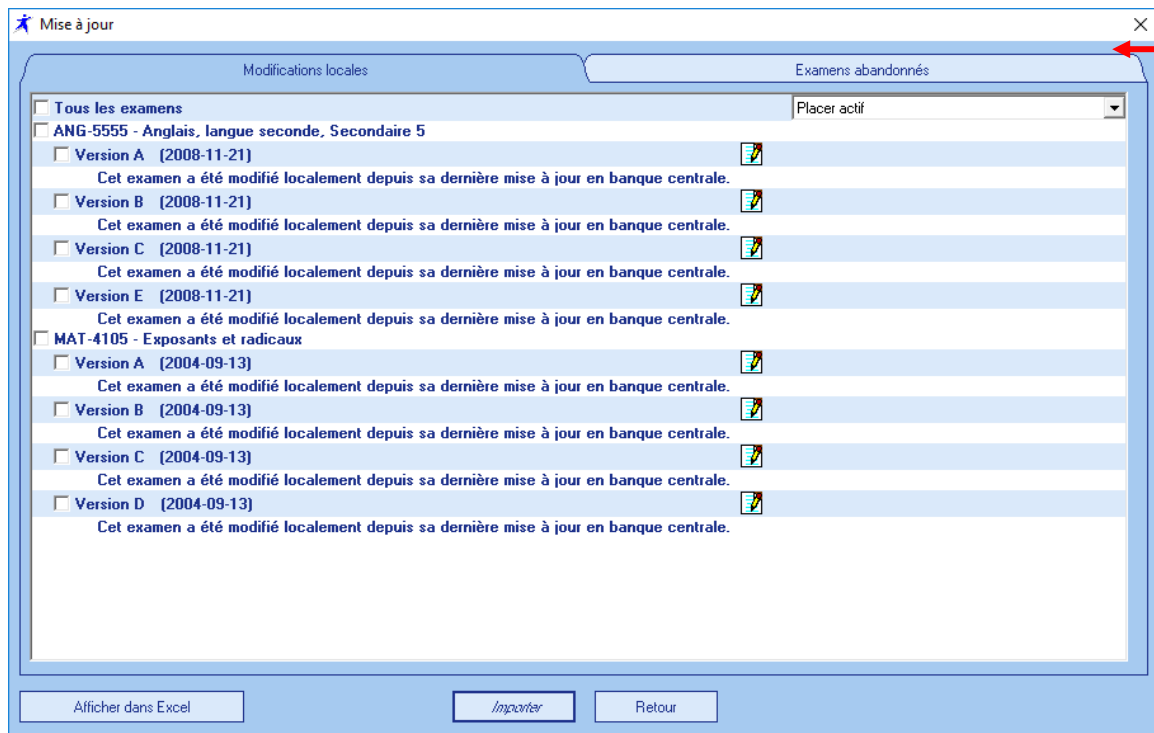 Mise à jour
Modifications locales Examens abandonnés
Tous les examens Placer actif
ANG-5555 - Anglais, langue seconde, Secondaire 5
Version A (2008-11-21)
Cet examen a été modifié localement depuis sa dernière mise à jour en banque centrale.
Version B (2008-11-21)
Cet examen a été modifié localement depuis sa dernière mise à jour en banque centrale.
Version C (2008-11-21)
Cet examen a été modifié localement depuis sa dernière mise à jour en banque centrale.
Version E (2008-11-21)
Cet examen a été modifié localement depuis sa dernière mise à jour en banque centrale.
MAT-4105 - Exposants et radicaux
Version A (2004-09-13)
Cet examen a été modifié localement depuis sa dernière mise à jour en banque centrale.
Version B (2004-09-13)
Cet examen a été modifié localement depuis sa dernière mise à jour en banque centrale.
Version C (2004-09-13)
Cet examen a été modifié localement depuis sa dernière mise à jour en banque centrale.
Version D (2004-09-13)
Cet examen a été modifié localement depuis sa dernière mise à jour en banque centrale.
Afficher dans Excel Importer Retour